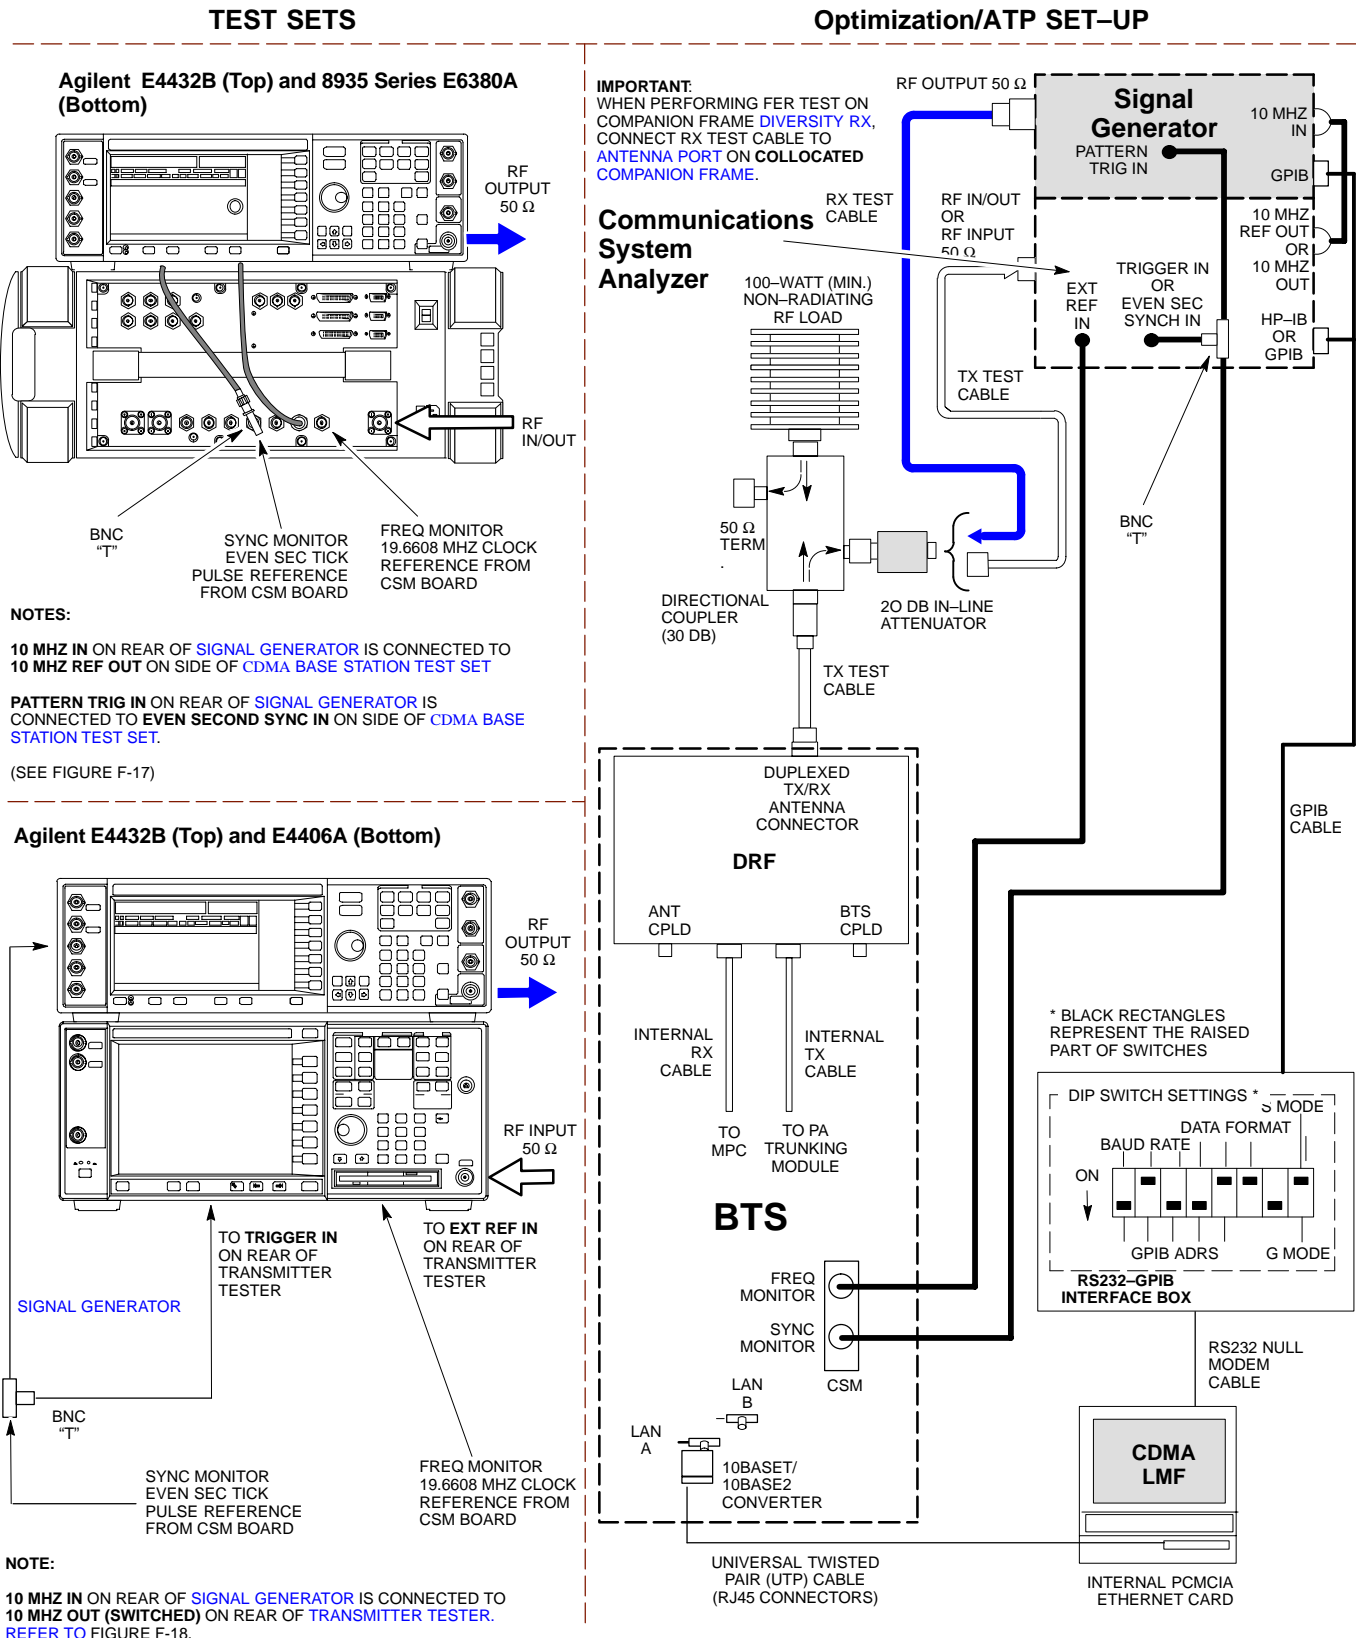 TEST SETS
Optimization/ATP SET–UP
Agilent E4432B (Top) and 8935 Series E6380A
(Bottom)
RF
OUTPUT
50 Ω
RF
IN/OUT
BNC
“T”
SYNC MONITOR
EVEN SEC TICK
PULSE REFERENCE
FROM CSM BOARD
FREQ MONITOR
19.6608 MHZ CLOCK
REFERENCE FROM
CSM BOARD
NOTES:
10 MHZ IN ON REAR OF SIGNAL GENERATOR IS CONNECTED TO
10 MHZ REF OUT ON SIDE OF CDMA BASE STATION TEST SET
PATTERN TRIG IN ON REAR OF SIGNAL GENERATOR IS
CONNECTED TO EVEN SECOND SYNC IN ON SIDE OF CDMA BASE
STATION TEST SET.
(SEE FIGURE F-17)
Agilent E4432B (Top) and E4406A (Bottom)
RF
OUTPUT
50 Ω
RF INPUT
50 Ω
TO TRIGGER IN
ON REAR OF
TRANSMITTER
TESTER
TO EXT REF IN
ON REAR OF
TRANSMITTER
TESTER
SIGNAL GENERATOR
BNC
“T”
SYNC MONITOR
EVEN SEC TICK
PULSE REFERENCE
FROM CSM BOARD
FREQ MONITOR
19.6608 MHZ CLOCK
REFERENCE FROM
CSM BOARD
NOTE:
10 MHZ IN ON REAR OF SIGNAL GENERATOR IS CONNECTED TO
10 MHZ OUT (SWITCHED) ON REAR OF TRANSMITTER TESTER.
REFER TO FIGURE F-18.
IMPORTANT:
WHEN PERFORMING FER TEST ON
COMPANION FRAME DIVERSITY RX,
CONNECT RX TEST CABLE TO
ANTENNA PORT ON COLLOCATED
COMPANION FRAME.
RF OUTPUT 50 Ω
Signal
Generator
PATTERN
TRIG IN
10 MHZ
IN
GPIB
Communications
System
Analyzer
RX TEST
CABLE
RF IN/OUT
OR
RF INPUT
50 Ω
10 MHZ
REF OUT
OR
10 MHZ
OUT
TRIGGER IN
OR
EVEN SEC
SYNCH IN
EXT
REF
IN
HP–IB
OR
GPIB
100–WATT (MIN.)
NON–RADIATING
RF LOAD
TX TEST
CABLE
BNC
“T”
50 Ω
TERM
.
DIRECTIONAL
COUPLER
(30 DB)
2O DB IN–LINE
ATTENUATOR
TX TEST
CABLE
DUPLEXED
TX/RX
ANTENNA
CONNECTOR
DRF
ANT
CPLD
BTS
CPLD
GPIB
CABLE
INTERNAL
RX
CABLE
INTERNAL
TX
CABLE
TO
MPC
TO PA
TRUNKING
MODULE
BTS
* BLACK RECTANGLES
REPRESENT THE RAISED
PART OF SWITCHES
DIP SWITCH SETTINGS *
S MODE
DATA FORMAT
BAUD RATE
ON
GPIB ADRS
G MODE
RS232–GPIB
INTERFACE BOX
FREQ
MONITOR
SYNC
MONITOR
CSM
LAN
B
LAN
A
10BASET/
10BASE2
CONVERTER
RS232 NULL
MODEM
CABLE
CDMA
LMF
UNIVERSAL TWISTED
PAIR (UTP) CABLE
(RJ45 CONNECTORS)
INTERNAL PCMCIA
ETHERNET CARD